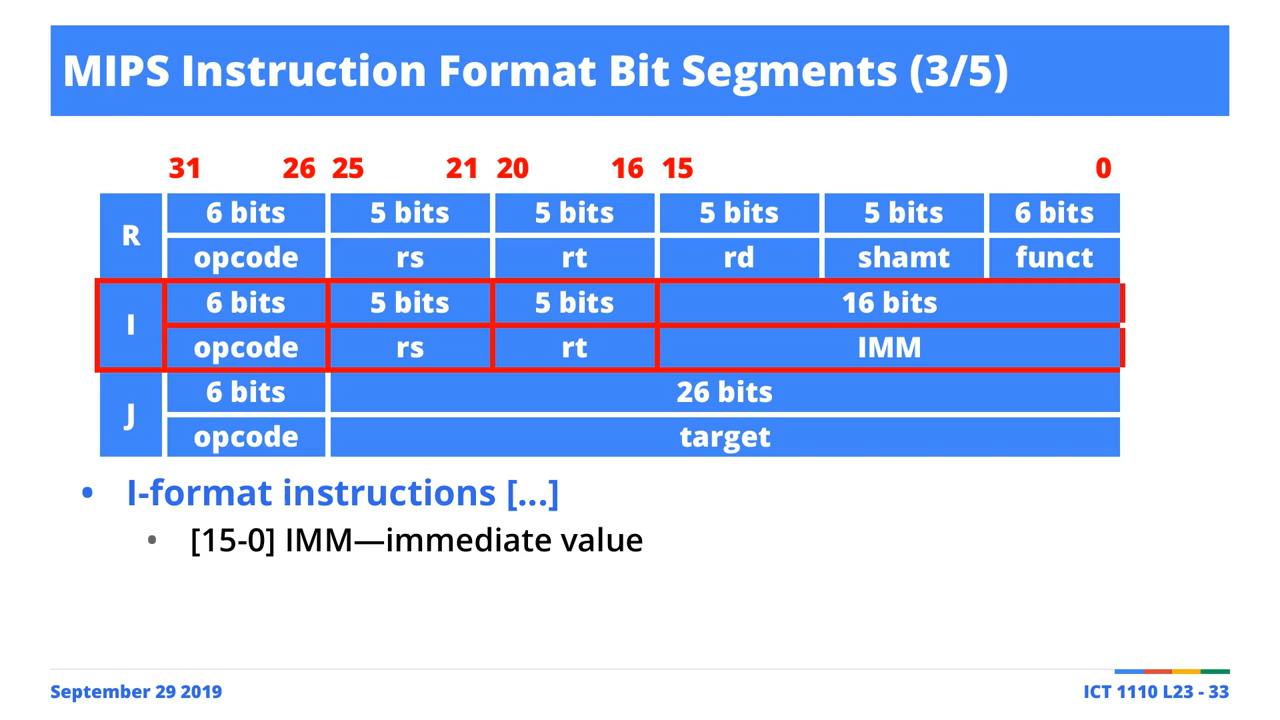 MIPS Instruction Format Bit Segments (3/5)
31 26 25 21 20 16 15 0
R
6 bits 5 bits 5 bits 5 bits 5 bits 6 bits
opcode rs rt rd shamt funct
I
6 bits 5 bits 5 bits 16 bits
opcode rs rt IMM
J
6 bits 26 bits
opcode target
• I-format instructions [...]
• [15-0] IMM—immediate value
September 29 2019
ICT 1110 L23 - 33